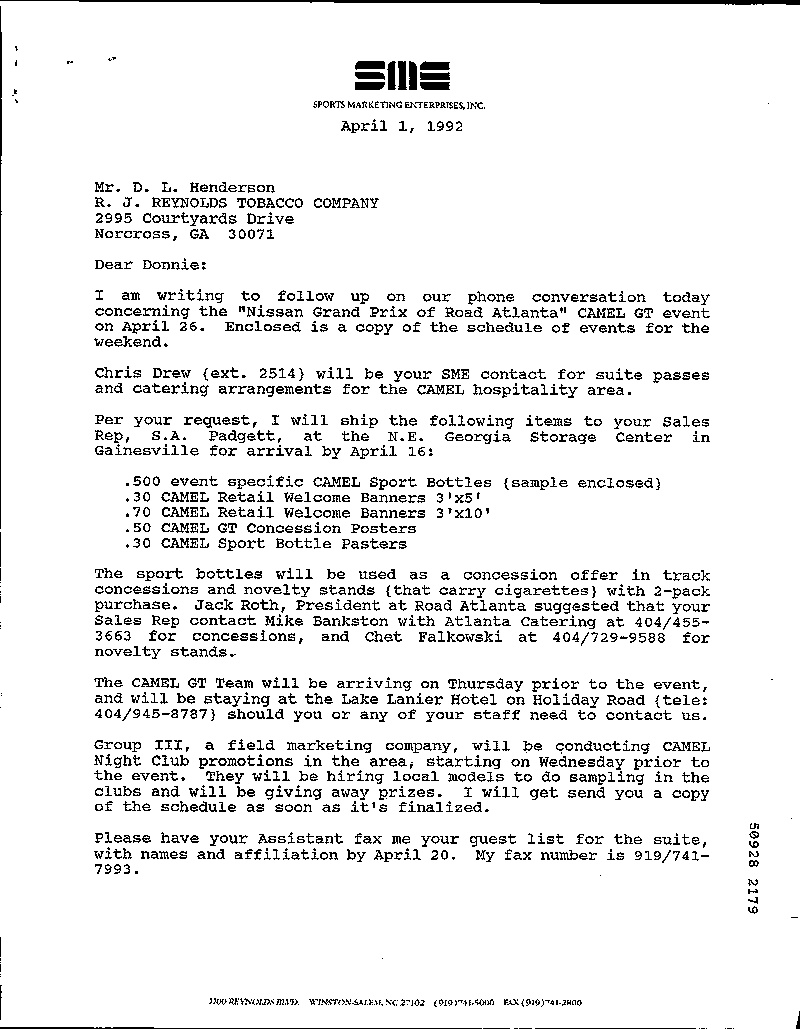 SME
SPORTS MARKETING ENTERPRISES, INC.
April 1, 1992
Mr. D. L. Henderson
R. J. REYNOLDS TOBACCO COMPANY
2995 Courtyards Drive
Norcross, GA  30071
Dear Donnie:
I am writing to follow up on our phone conversation today
concerning the "Nissan Grand Prix of Road Atlanta" CAMEL GT event
on April 26.  Enclosed is a copy of the schedule of events for the
weekend.
Chris Drew (ext. 2514) will be your SME contact for suite passes
and catering arrangements for the CAMEL hospitality area.
Per your request, I will ship the following items to your Sales
Rep, S.A. Padgett, at the N.E. Georgia Storage Center in
Gainesville for arrival by April 16:
.500 event specific CAMEL Sport Bottles (sample enclosed)
.30 CAMEL Retail Welcome Banners 3'x5'
.70 CAMEL Retail Welcome Banners 3'x10'
.50 CAMEL GT Concession Posters
.30 CAMEL Sport Bottle Pasters
The sport bottles will be used as a concession offer in track
concessions and novelty stands (that carry cigarettes) with 2-pack
purchase.  Jack Roth, President at Road Atlanta suggested that your
Sales Rep contact Mike Bankston with Atlanta Catering at 404/455-
3663 for concessions, and Chet Falkowski at 404/729-9588 for
novelty stands.
The CAMEL GT Team will be arriving on Thursday prior to the event,
and will be staying at the Lake Lanier Hotel on Holiday Road (tele:
404/945-8787) should you or any of your staff need to contact us.
Group III, a field marketing company, will be conducting CAMEL
Night Club promotions in the area, starting on Wednesday prior to
the event.  They will be hiring local models to do sampling in the
clubs and will be giving away prizes.  I will get send you a copy
of the schedule as soon as it's finalized.
Please have your Assistant fax me your guest list for the suite,
with names and affiliation by April 20.  My fax number is 919/741-
7993.
50928 2179
1100 REYNOLDS BLVD.  WINSTON-SALEM, NC 27102  (919)741-5000  FAX (919)741-2800